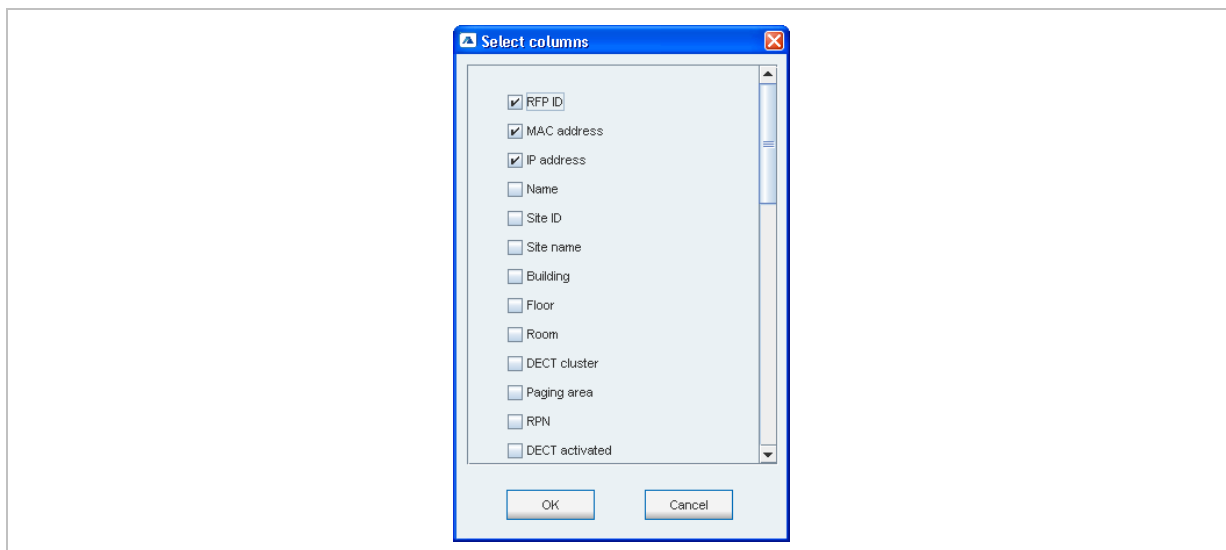 Select columns
RFP ID
MAC address
IP address
Name
Site ID
Site name
Building
Floor
Room
DECT cluster
Paging area
RPN
DECT activated
OK
Cancel